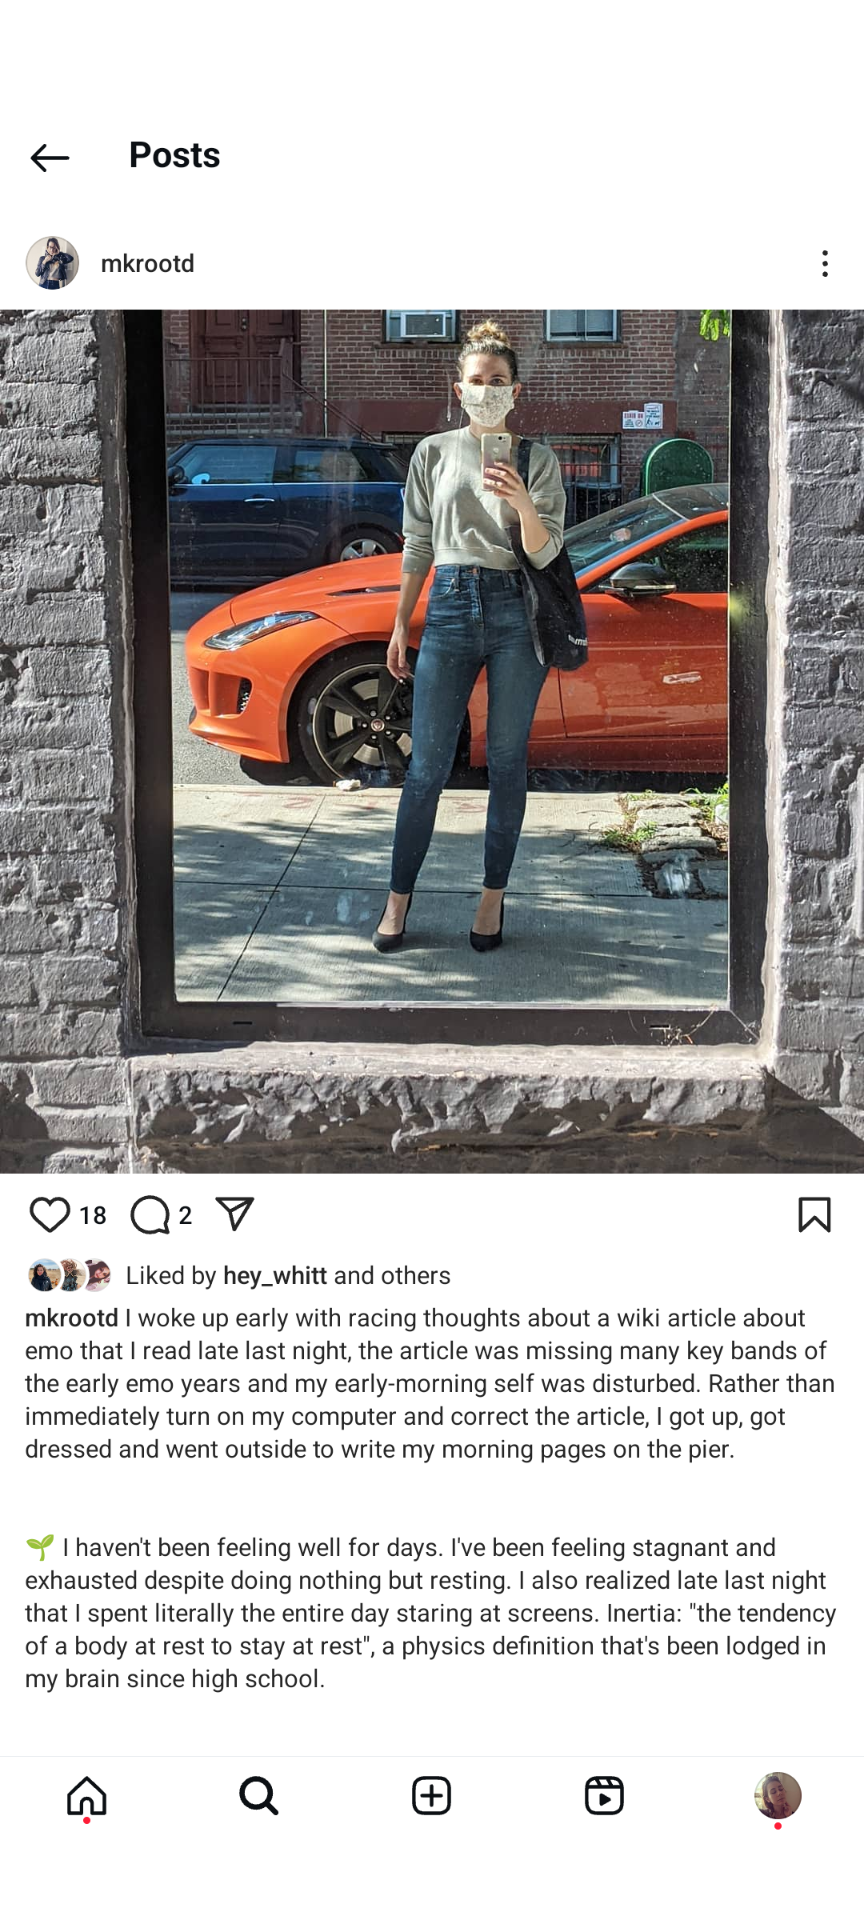 Posts
mkrootd
18
2
Liked by hey_whitt and others
mkrootd I woke up early with racing thoughts about a wiki article about
emo that I read late last night, the article was missing many key bands of
the early emo years and my early-morning self was disturbed. Rather than
immediately turn on my computer and correct the article, I got up, got
dressed and went outside to write my morning pages on the pier.
🌱 I haven't been feeling well for days. I've been feeling stagnant and
exhausted despite doing nothing but resting. I also realized late last night
that I spent literally the entire day staring at screens. Inertia: "the tendency
of a body at rest to stay at rest", a physics definition that's been lodged in
my brain since high school.